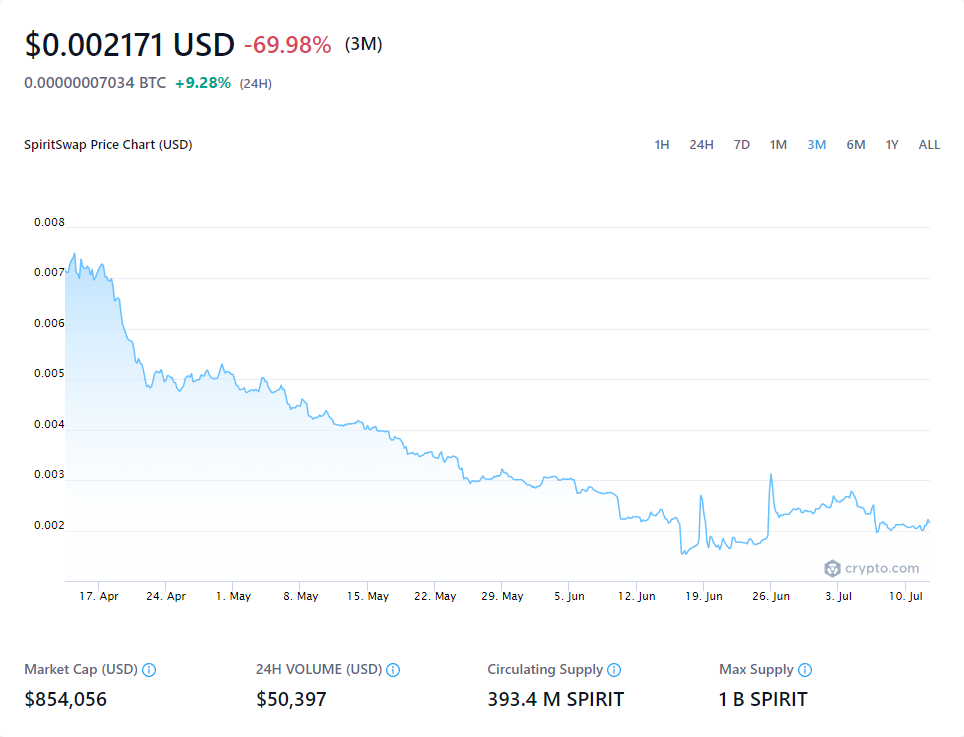 $0.002171 USD -69.98% (3M)
0.00000007034 BTC +9.28% (24H)
SpiritSwap Price Chart (USD) 1H 24H 7D 1M 3M 6M 1Y ALL
0.008
0.007
0.006
0.005
0.004
0.003
0.002
crypto.com
17. Apr 24. Apr 1. May 8. May 15. May 22. May 29. May 5. Jun 12. Jun 19. Jun 26. Jun 3. Jul 10. Jul
Market Cap (USD) 24H VOLUME (USD) Circulating Supply Max Supply
$854,056 $50,397 393.4 M SPIRIT 1 B SPIRIT